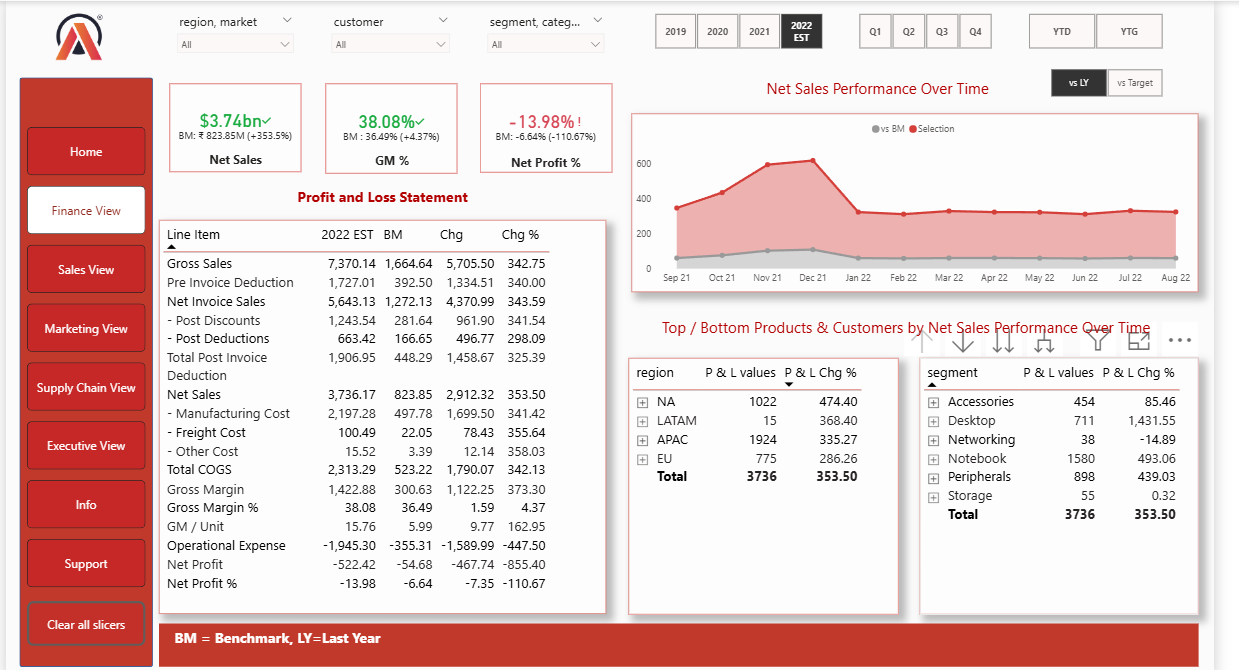 region, market
customer
segment, categ...
All
All
All
2019
2020
2021
2022 EST
Q1
Q2
Q3
Q4
YTD
YTG
vs LY
vs Target
Home
Finance View
Sales View
Marketing View
Supply Chain View
Executive View
Info
Support
Clear all slicers
$3.74bn✓
BM: ₹ 823.85M (+353.5%)
Net Sales
38.08%✓
BM : 36.49% (+4.37%)
GM %
-13.98% !
BM: -6.64% (-110.67%)
Net Profit %
Profit and Loss Statement
Line Item 2022 EST BM Chg Chg %
Gross Sales 7,370.14 1,664.64 5,705.50 342.75
Pre Invoice Deduction 1,727.01 392.50 1,334.51 340.00
Net Invoice Sales 5,643.13 1,272.13 4,370.99 343.59
- Post Discounts 1,243.54 281.64 961.90 341.54
- Post Deductions 663.42 166.65 496.77 298.09
Total Post Invoice 1,906.95 448.29 1,458.67 325.39
Deduction
Net Sales 3,736.17 823.85 2,912.32 353.50
- Manufacturing Cost 2,197.28 497.78 1,699.50 341.42
- Freight Cost 100.49 22.05 78.43 355.64
- Other Cost 15.52 3.39 12.14 358.03
Total COGS 2,313.29 523.22 1,790.07 342.13
Gross Margin 1,422.88 300.63 1,122.25 373.30
Gross Margin % 38.08 36.49 1.59 4.37
GM / Unit 15.76 5.99 9.77 162.95
Operational Expense -1,945.30 -355.31 -1,589.99 -447.50
Net Profit -522.42 -54.68 -467.74 -855.40
Net Profit % -13.98 -6.64 -7.35 -110.67
Net Sales Performance Over Time
vs BM Selection
600
400
200
0
Sep 21 Oct 21 Nov 21 Dec 21 Jan 22 Feb 22 Mar 22 Apr 22 May 22 Jun 22 Jul 22 Aug 22
Top / Bottom Products & Customers by Net Sales Performance Over Time
region P & L values P & L Chg %
NA 1022 474.40
LATAM 15 368.40
APAC 1924 335.27
EU 775 286.26
Total 3736 353.50
segment P & L values P & L Chg %
Accessories 454 85.46
Desktop 711 1,431.55
Networking 38 -14.89
Notebook 1580 493.06
Peripherals 898 439.03
Storage 55 0.32
Total 3736 353.50
BM = Benchmark, LY=Last Year